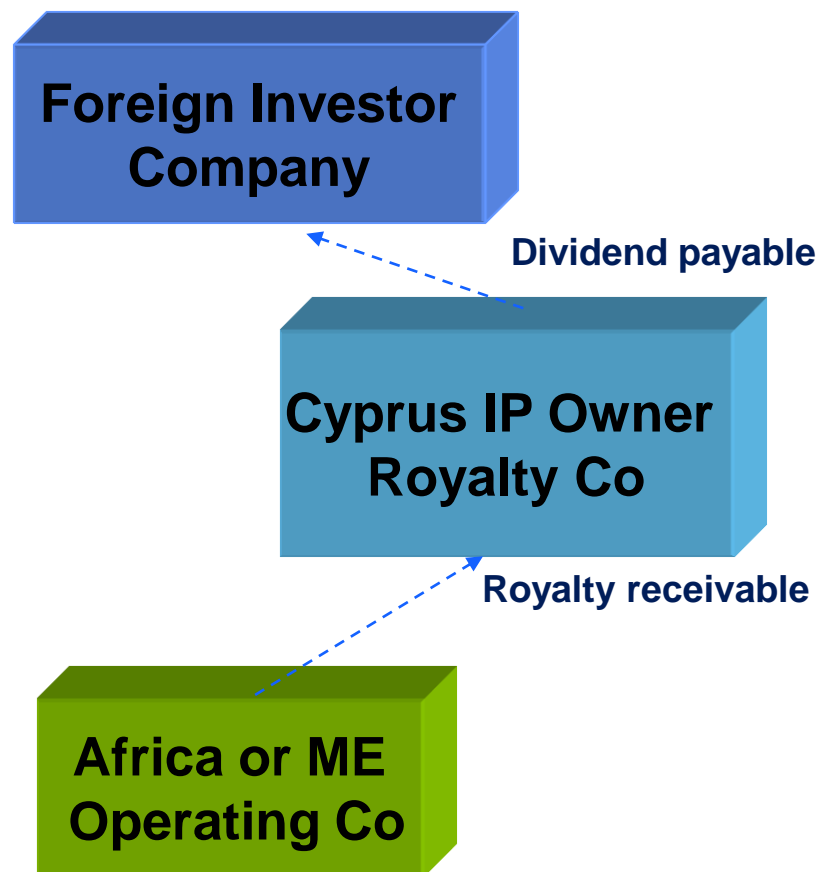 Foreign Investor
Company
Dividend payable
Cyprus IP Owner
Royalty Co
Royalty receivable
Africa or ME
Operating Co